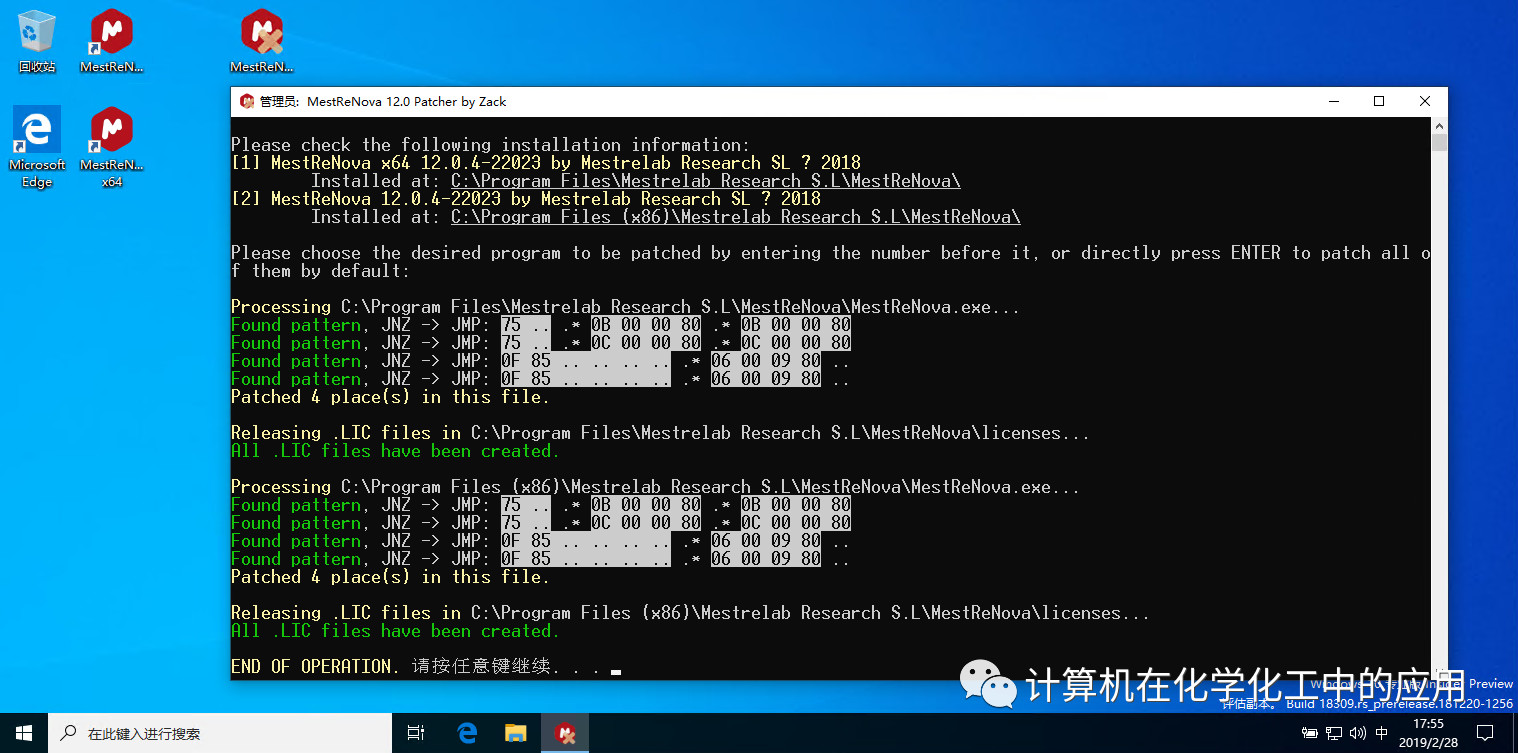 回收站
MestReN...
MestReN...
Microsoft
Edge
MestReN...
x64
管理员: MestReNova 12.0 Patcher by Zack
Please check the following installation information:
[1] MestReNova x64 12.0.4-22023 by Mestrelab Research SL ? 2018
Installed at: C:\Program Files\Mestrelab Research S.L\MestReNova\
[2] MestReNova 12.0.4-22023 by Mestrelab Research SL ? 2018
Installed at: C:\Program Files (x86)\Mestrelab Research S.L\MestReNova\
Please choose the desired program to be patched by entering the number before it, or directly press ENTER to patch all o
f them by default:
Processing C:\Program Files\Mestrelab Research S.L\MestReNova\MestReNova.exe...
Found pattern, JNZ -> JMP: 75 .. .* 0B 00 00 80 .* 0B 00 00 80
Found pattern, JNZ -> JMP: 75 .. .* 0C 00 00 80 .* 0C 00 00 80
Found pattern, JNZ -> JMP: 0F 85 .. .. .. .. .* 06 00 09 80 ..
Found pattern, JNZ -> JMP: 0F 85 .. .. .. .. .* 06 00 09 80 ..
Patched 4 place(s) in this file.
Releasing .LIC files in C:\Program Files\Mestrelab Research S.L\MestReNova\licenses...
All .LIC files have been created.
Processing C:\Program Files (x86)\Mestrelab Research S.L\MestReNova\MestReNova.exe...
Found pattern, JNZ -> JMP: 75 .. .* 0B 00 00 80 .* 0B 00 00 80
Found pattern, JNZ -> JMP: 75 .. .* 0C 00 00 80 .* 0C 00 00 80
Found pattern, JNZ -> JMP: 0F 85 .. .. .. .. .* 06 00 09 80 ..
Found pattern, JNZ -> JMP: 0F 85 .. .. .. .. .* 06 00 09 80 ..
Patched 4 place(s) in this file.
Releasing .LIC files in C:\Program Files (x86)\Mestrelab Research S.L\MestReNova\licenses...
All .LIC files have been created.
END OF OPERATION. 请按任意键继续. . .
计算机在化学化工中的应用
Preview
评估副本。 Build 18309.rs_prerelease.181220-1256
在此键入进行搜索
中
17:55
2019/2/28